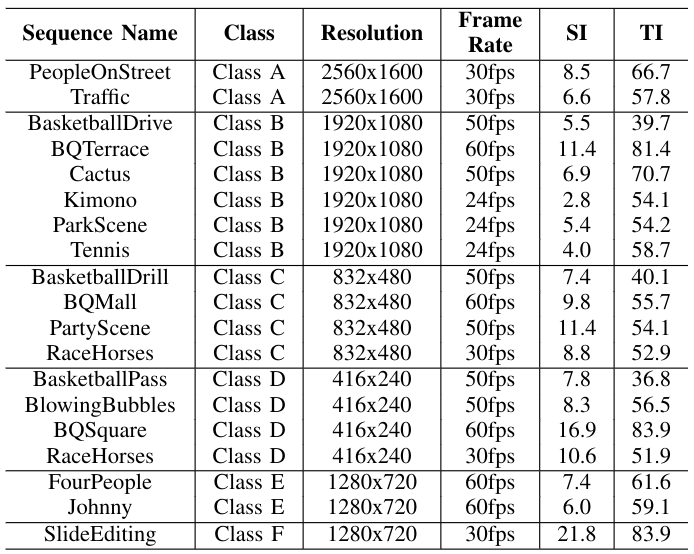 Sequence Name Class Resolution Frame Rate SI TI
PeopleOnStreet Class A 2560x1600 30fps 8.5 66.7
Traffic Class A 2560x1600 30fps 6.6 57.8
BasketballDrive Class B 1920x1080 50fps 5.5 39.7
BQTerrace Class B 1920x1080 60fps 11.4 81.4
Cactus Class B 1920x1080 50fps 6.9 70.7
Kimono Class B 1920x1080 24fps 2.8 54.1
ParkScene Class B 1920x1080 24fps 5.4 54.2
Tennis Class B 1920x1080 24fps 4.0 58.7
BasketballDrill Class C 832x480 50fps 7.4 40.1
BQMall Class C 832x480 60fps 9.8 55.7
PartyScene Class C 832x480 50fps 11.4 54.1
RaceHorses Class C 832x480 30fps 8.8 52.9
BasketballPass Class D 416x240 50fps 7.8 36.8
BlowingBubbles Class D 416x240 50fps 8.3 56.5
BQSquare Class D 416x240 60fps 16.9 83.9
RaceHorses Class D 416x240 30fps 10.6 51.9
FourPeople Class E 1280x720 60fps 7.4 61.6
Johnny Class E 1280x720 60fps 6.0 59.1
SlideEditing Class F 1280x720 30fps 21.8 83.9